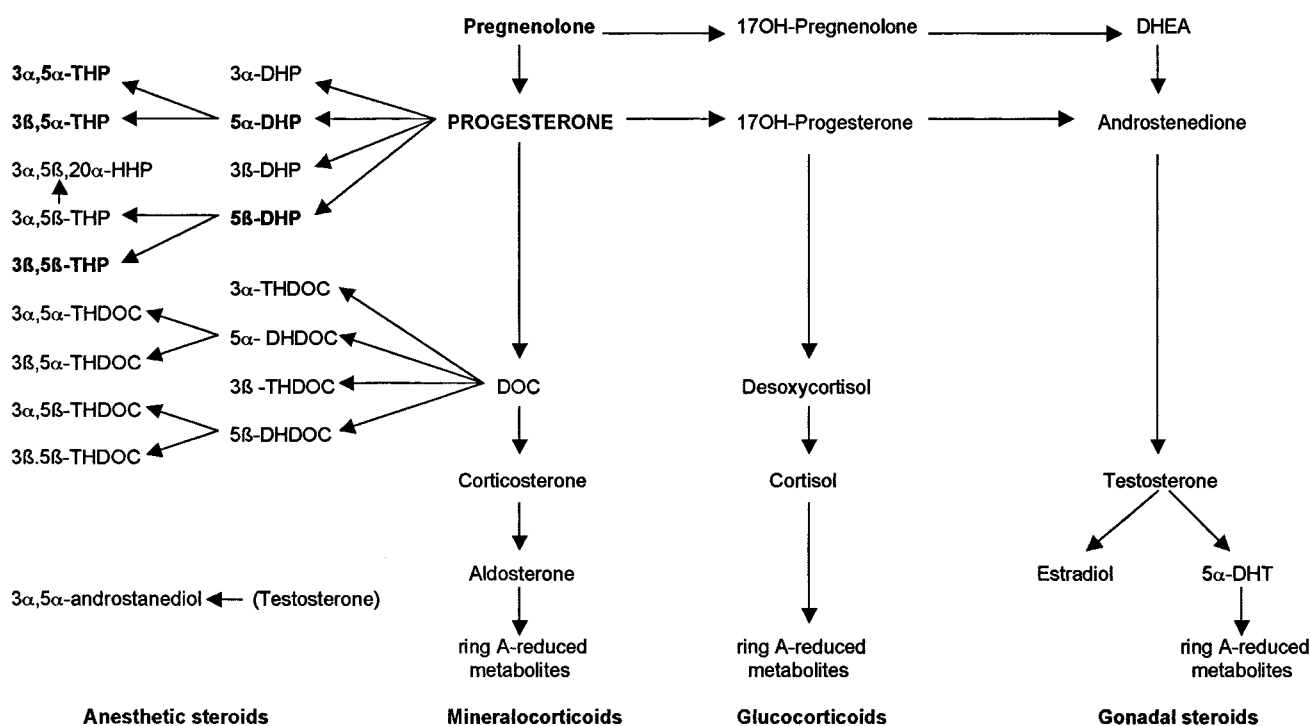 Pregnenolone
17OH-Pregnenolone
DHEA
3α,5α-THP
3α-DHP
3ß,5α-THP
5α-DHP
PROGESTERONE
17OH-Progesterone
Androstenedione
3α,5ß,20α-HHP
3ß-DHP
3α,5ß-THP
5ß-DHP
3ß,5ß-THP
3α-THDOC
3α,5α-THDOC
5α- DHDOC
3ß,5α-THDOC
3ß -THDOC
DOC
Desoxycortisol
3α,5ß-THDOC
5ß-DHDOC
3ß.5ß-THDOC
Corticosterone
Cortisol
Testosterone
Aldosterone
Estradiol
5α-DHT
3α,5α-androstanediol
(Testosterone)
ring A-reduced
metabolites
ring A-reduced
metabolites
ring A-reduced
metabolites
Anesthetic steroids
Mineralocorticoids
Glucocorticoids
Gonadal steroids